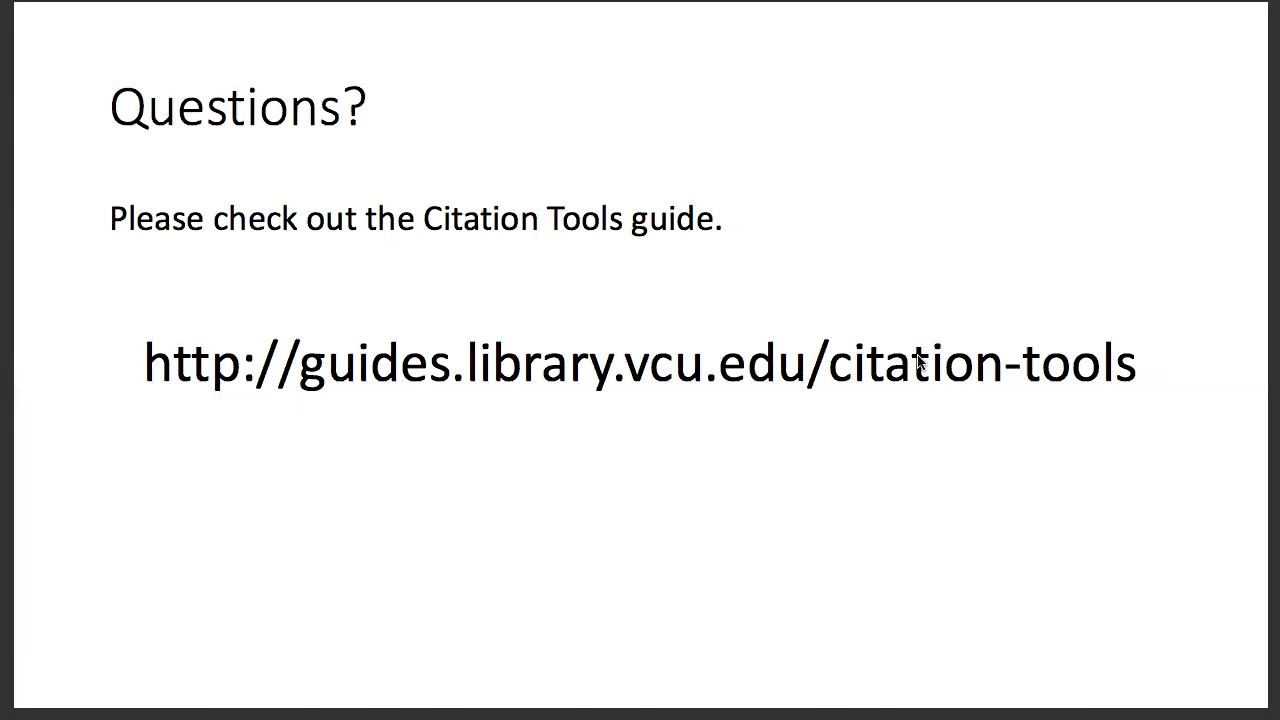 Questions?
Please check out the Citation Tools guide.
http://guides.library.vcu.edu/citation-tools